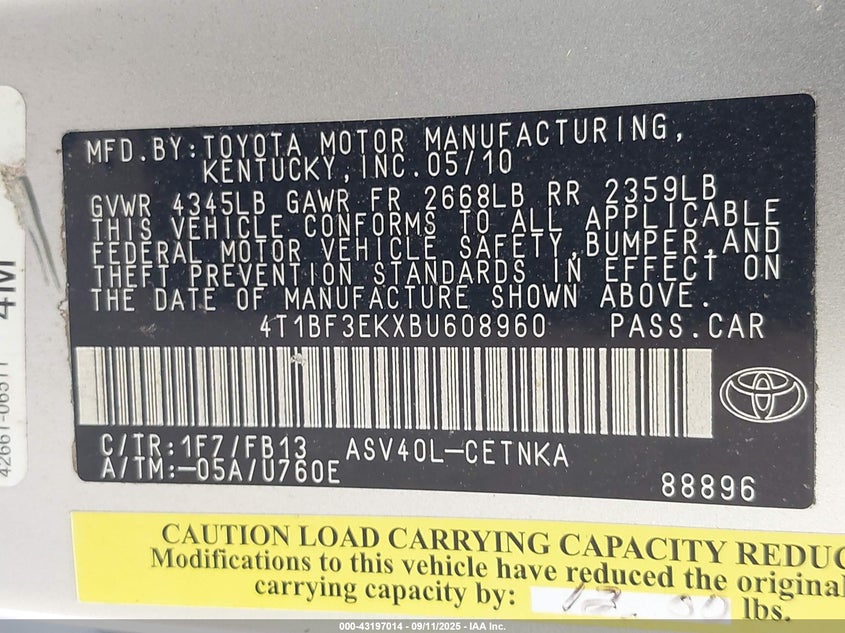 MFD.BY:TOYOTA MOTOR MANUFACTURING,
KENTUCKY,INC.05/10
GVWR 4345LB GAWR FR 2668LB RR 2359LB
THIS VEHICLE CONFORMS TO ALL APPLICABLE
FEDERAL MOTOR VEHICLE SAFETY,BUMPER,AND
THEFT PREVENTION STANDARDS IN EFFECT ON
THE DATE OF MANUFACTURE SHOWN ABOVE.
4T1BF3EKXBU608960 PASS.CAR
C/TR:1F7/FB13 ASV40L-CETNKA
A/TM:-05A/U760E
88896
4M
CAUTION LOAD CARRYING CAPACITY REDUC
Modifications to this vehicle have reduced the original
carrying capacity by: lbs.
000-43197014 - 09/11/2025 - IAA Inc.